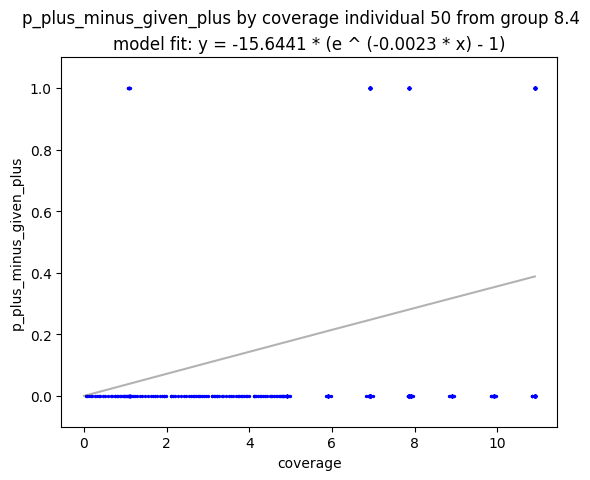 p_plus_minus_given_plus by coverage individual 50 from group 8.4
model fit: y = -15.6441 * (e ^ (-0.0023 * x) - 1)
1.0
0.8
0.6
0.4
0.2
0.0
p_plus_minus_given_plus
0 2 4 6 8 10
coverage